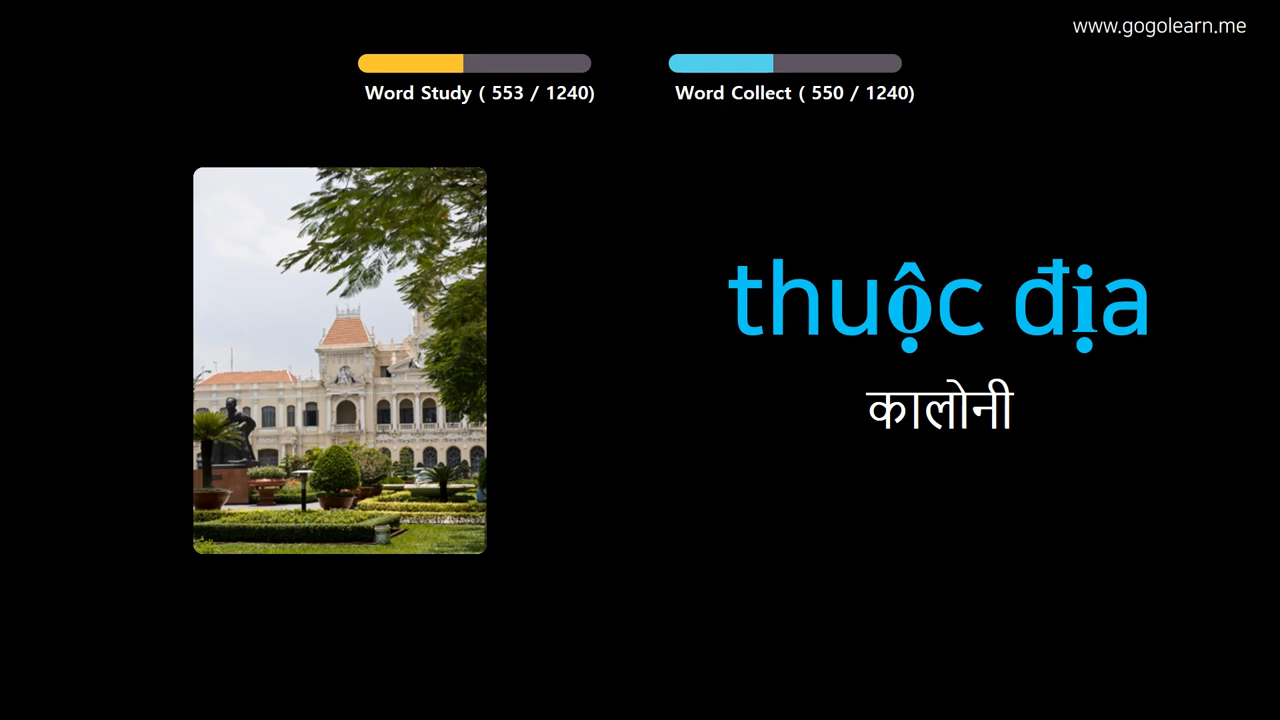 www.gogolearn.me
Word Study ( 553 / 1240)
Word Collect ( 550 / 1240)
thuộc địa
कालोनी